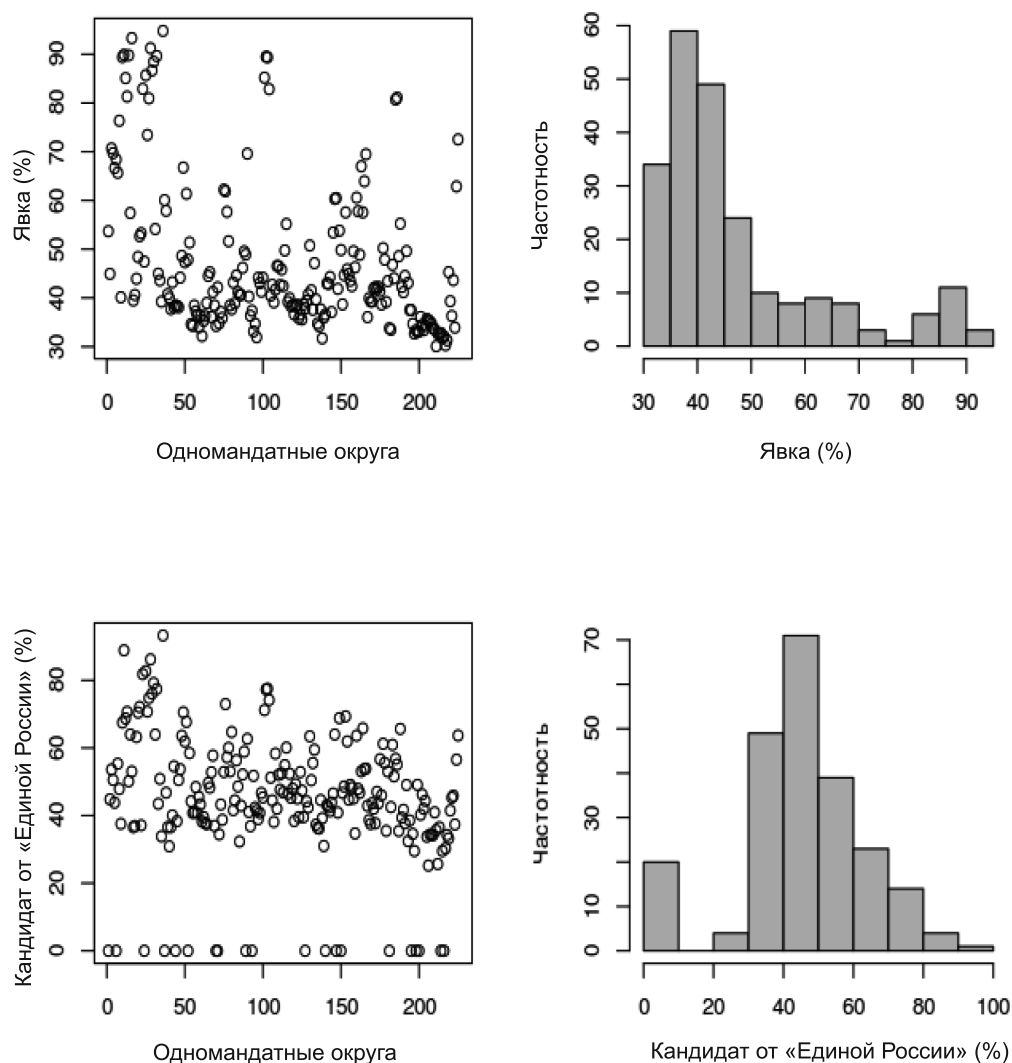 Явка (%)
90
80
70
60
50
40
30
0 50 100 150 200
Одномандатные округа
Частотность
60
50
40
30
20
10
0
30 40 50 60 70 80 90
Явка (%)
Кандидат от «Единой России» (%)
80
60
40
20
0
0 50 100 150 200
Одномандатные округа
Частотность
70
50
30
10
0
0 20 40 60 80 100
Кандидат от «Единой России» (%)